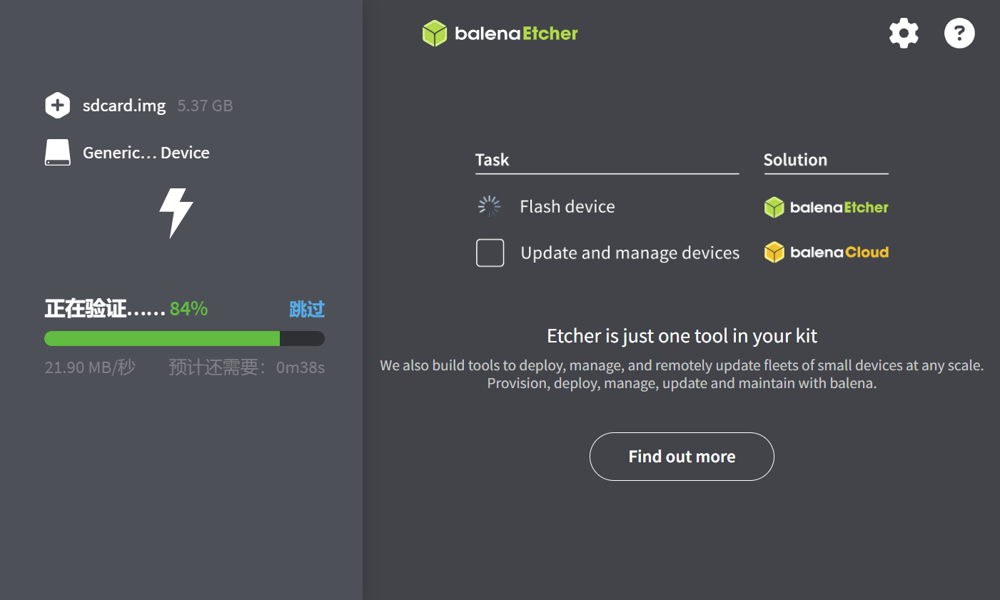 balenaEtcher
?
sdcard.img 5.37 GB
Generic... Device
正在验证...... 84% 跳过
21.90 MB/秒 预计还需要：0m38s
Task Solution
Flash device balenaEtcher
Update and manage devices balenaCloud
Etcher is just one tool in your kit
We also build tools to deploy, manage, and remotely update fleets of small devices at any scale.
Provision, deploy, manage, update and maintain with balena.
Find out more